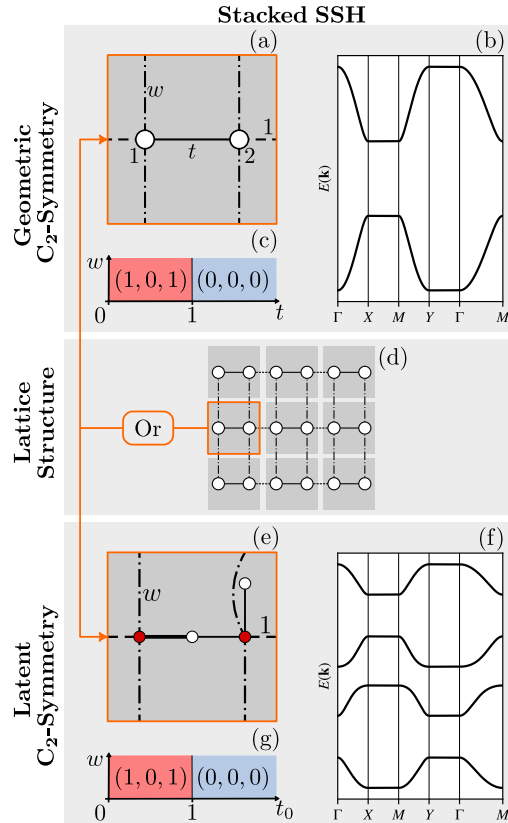 Stacked SSH
Geometric
C₂-Symmetry
(a)
w
1
t
2
1
(b)
E(k)
Γ X M Y Γ M
(c)
w
(1, 0, 1) (0, 0, 0)
0 1 t
Lattice
Structure
(d)
Or
Latent
C₂-Symmetry
(e)
w
1
(f)
E(k)
Γ X M Y Γ M
(g)
w
(1, 0, 1) (0, 0, 0)
0 1 t₀